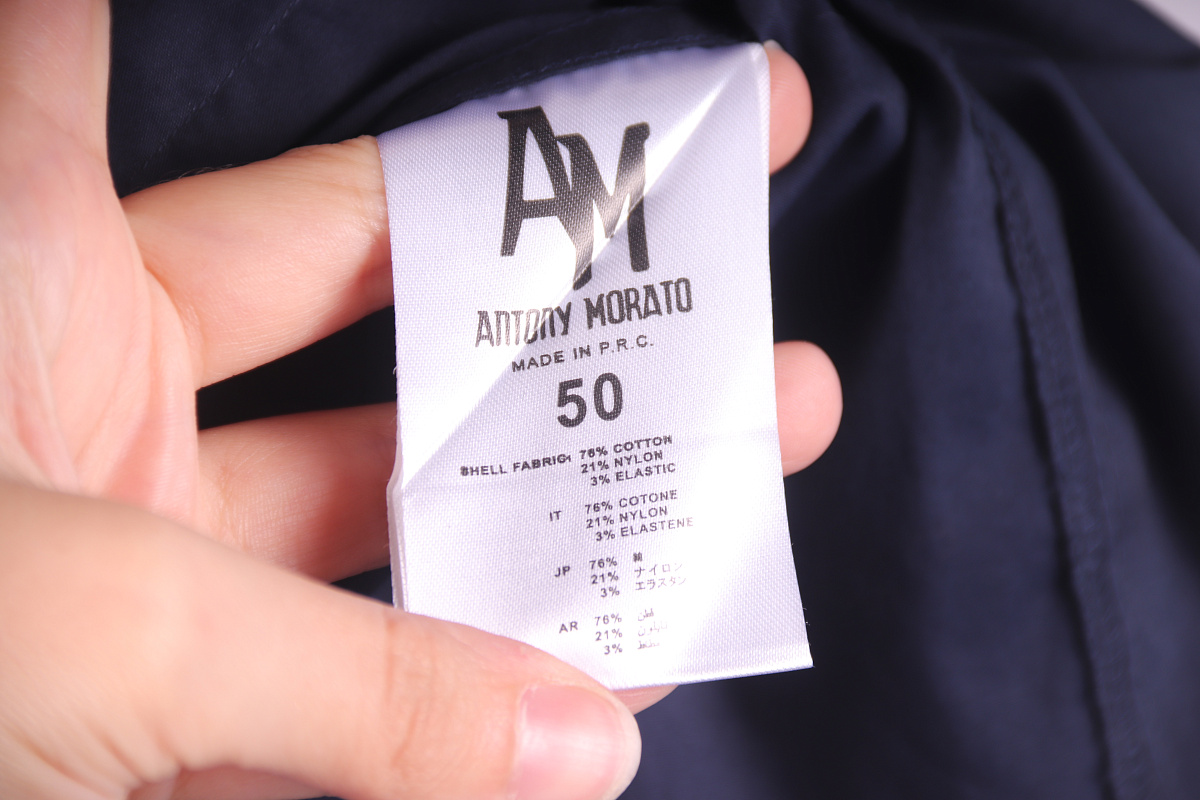 AM
ANTONY MORATO
MADE IN P.R.C.
50
SHELL FABRIC: 76% COTTON
21% NYLON
3% ELASTIC
IT 76% COTONE
21% NYLON
3% ELASTENE
JP 76% 綿
21% ナイロン
3% エラスタン
AR 76% قطن
21% نايلون
3%